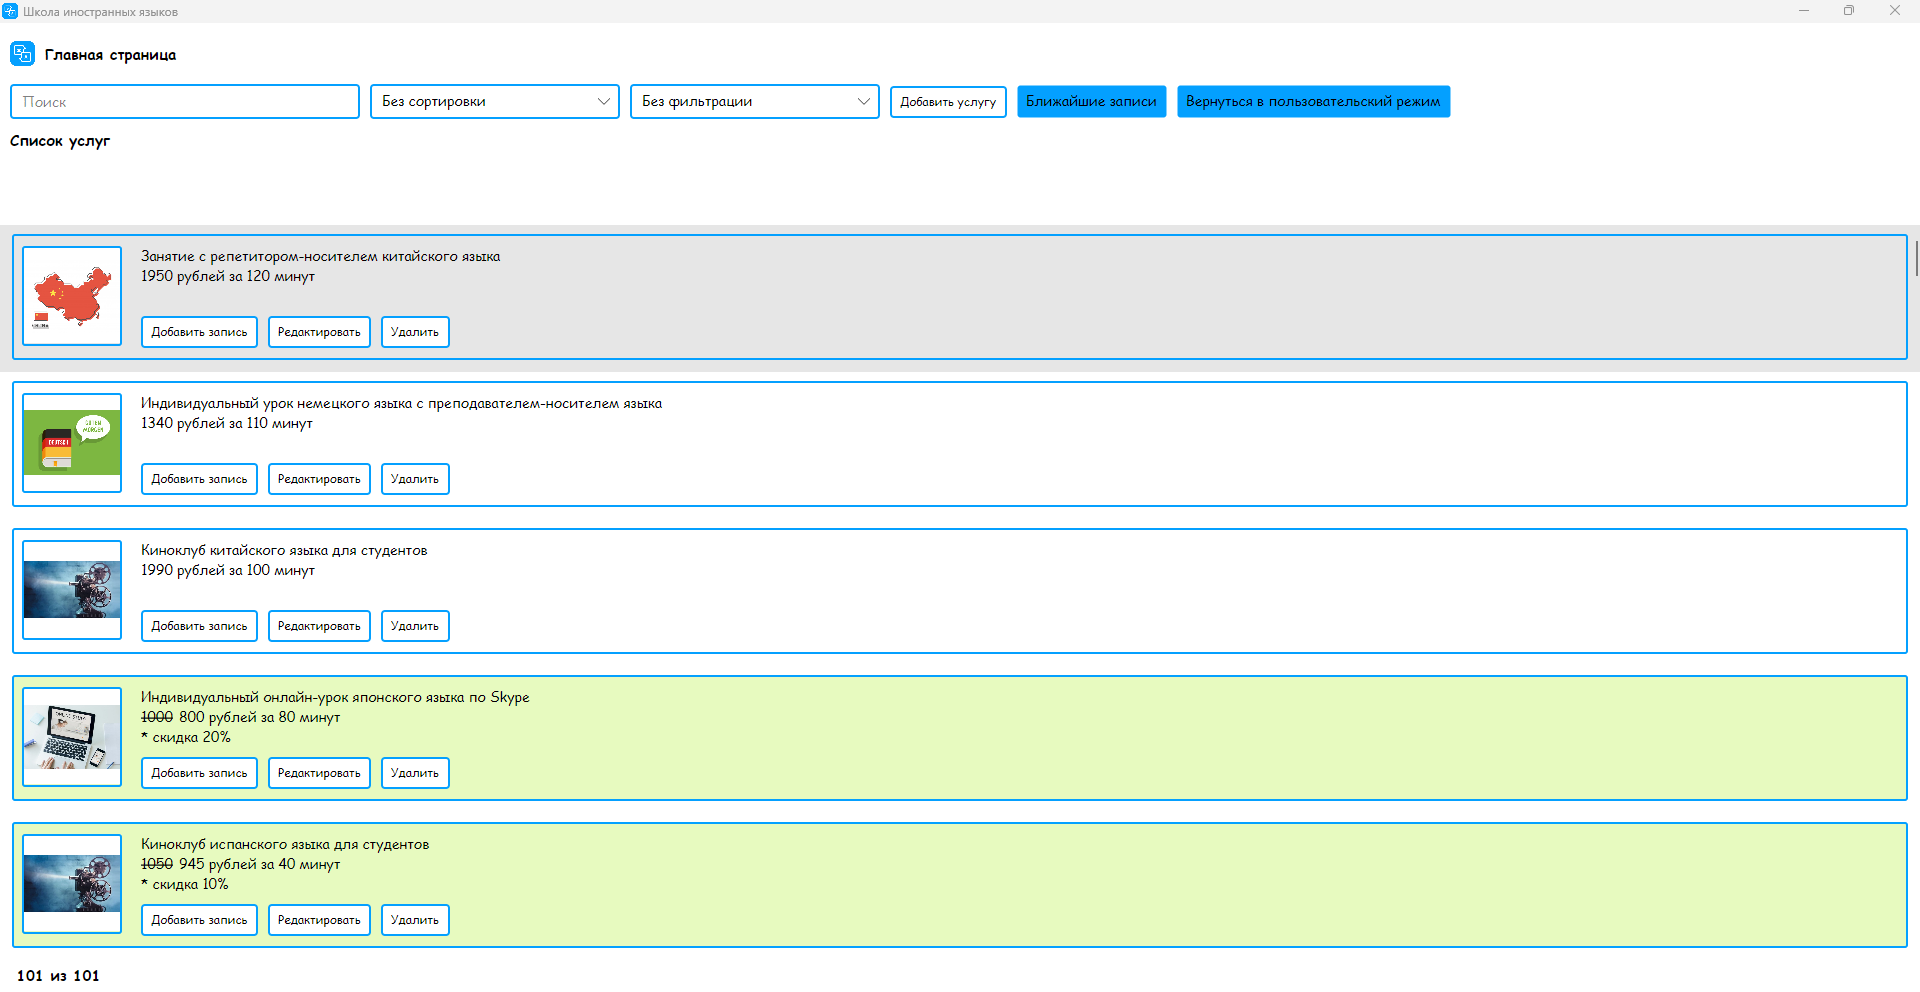 Школа иностранных языков
Главная страница
Поиск
Без сортировки
Без фильтрации
Добавить услугу
Ближайшие записи
Вернуться в пользовательский режим
Список услуг
Занятие с репетитором-носителем китайского языка
1950 рублей за 120 минут
Добавить запись
Редактировать
Удалить
Индивидуальный урок немецкого языка с преподавателем-носителем языка
1340 рублей за 110 минут
GUTEN
MORGEN
DEUTSCH
Добавить запись
Редактировать
Удалить
Киноклуб китайского языка для студентов
1990 рублей за 100 минут
Добавить запись
Редактировать
Удалить
Индивидуальный онлайн-урок японского языка по Skype
1000 800 рублей за 80 минут
* скидка 20%
Добавить запись
Редактировать
Удалить
Киноклуб испанского языка для студентов
1050 945 рублей за 40 минут
* скидка 10%
Добавить запись
Редактировать
Удалить
101 из 101